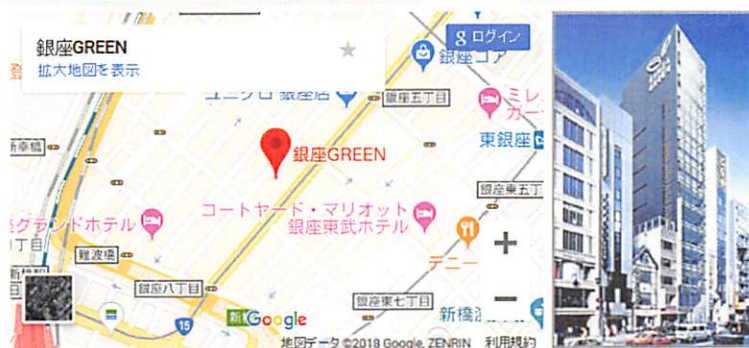 銀座GREEN
拡大地図を表示
g ログイン
銀座コア
ユニクロ 銀座店
銀座五丁目
ミレ
ガー
東銀座
新幸橋
銀座GREEN
銀座東五丁
コートヤード・マリオット
銀座東武ホテル
グランドホテル
丁目
難波橋
デニー
銀座八丁目
銀座東七丁目
15
Google
新橋
地図データ ©2018 Google, ZENRIN
利用規約